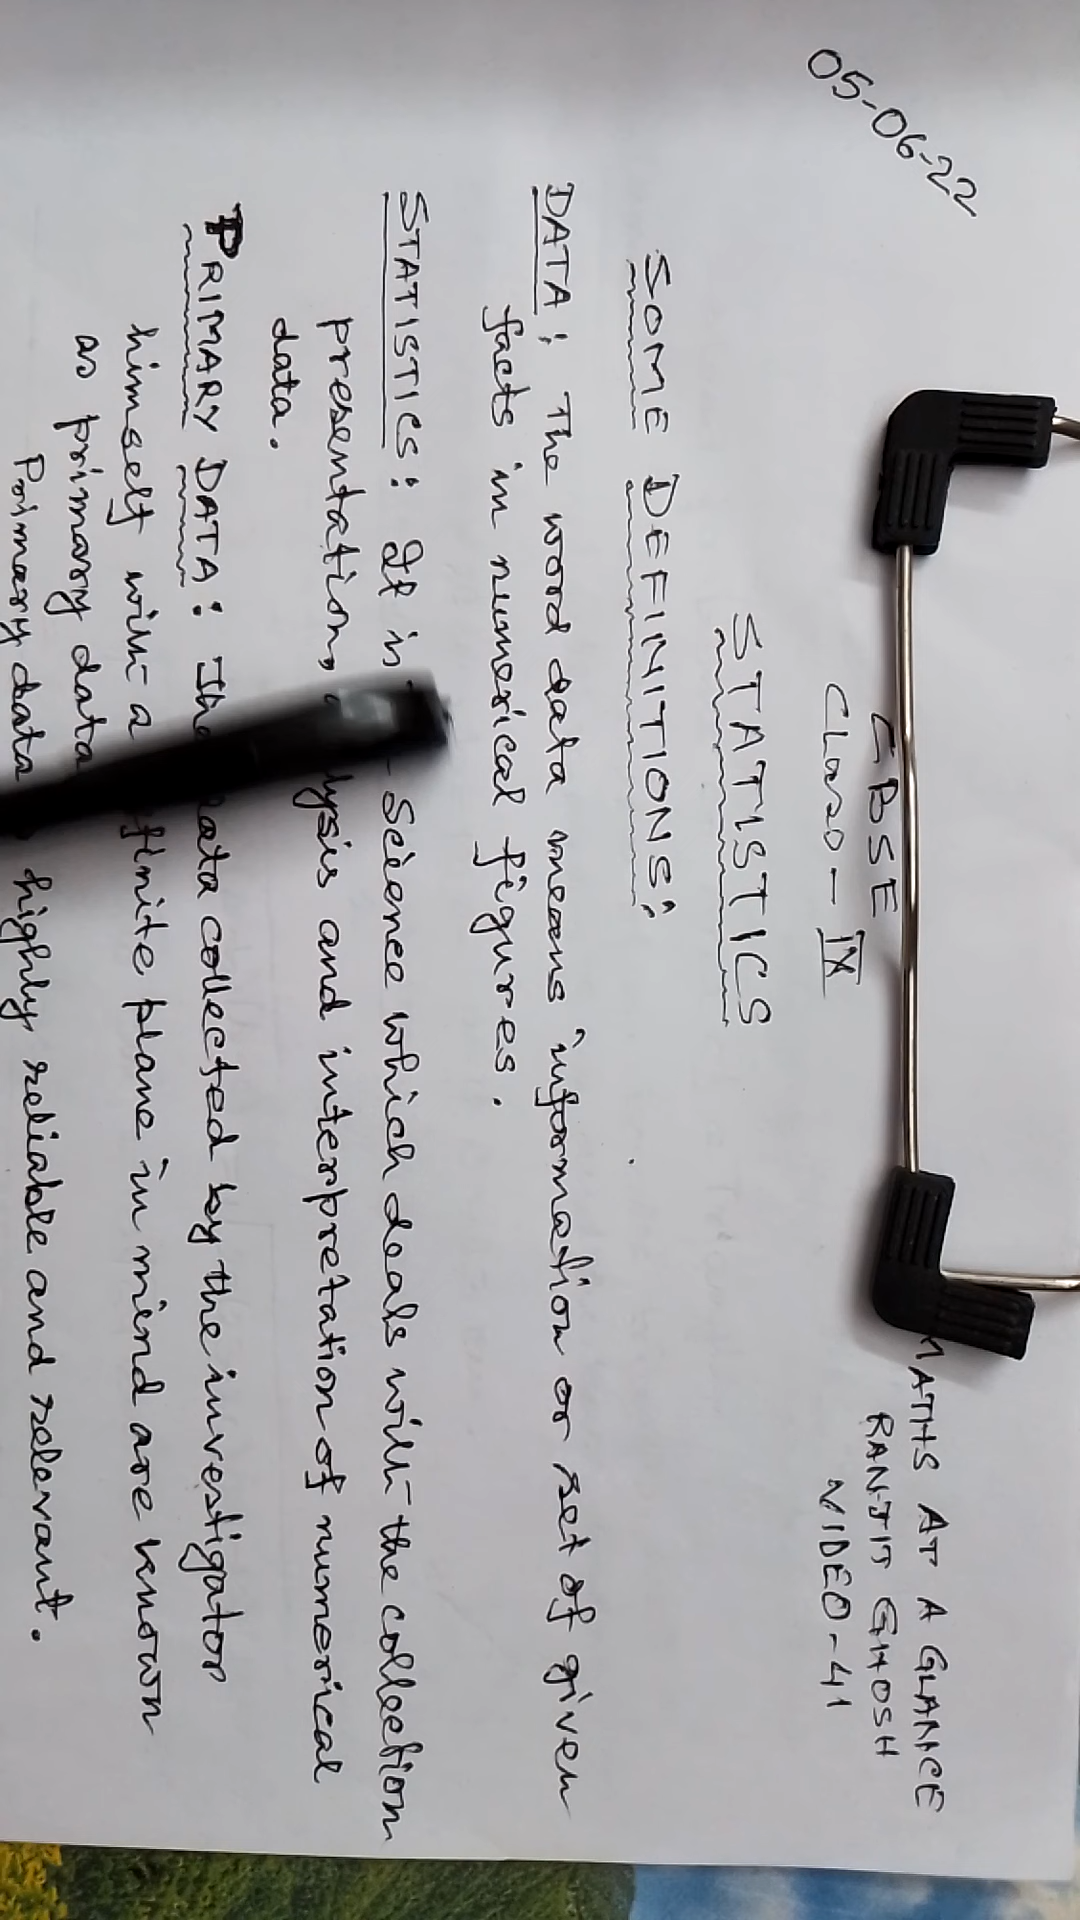 05-06-22
CBSE
Class - IX
MATHS AT A GLANCE
RANJIT GHOSH
VIDEO-41
STATISTICS
SOME DEFINITIONS:
DATA: The word data means information or set of given
facts in numerical figures.
STATISTICS: It is Science which deals with the collection
presentation, analysis and interpretation of numerical
data.
PRIMARY DATA: The data collected by the investigator
himself with a definite plane in mind are known
as primary data
Primary data highly reliable and relevant.